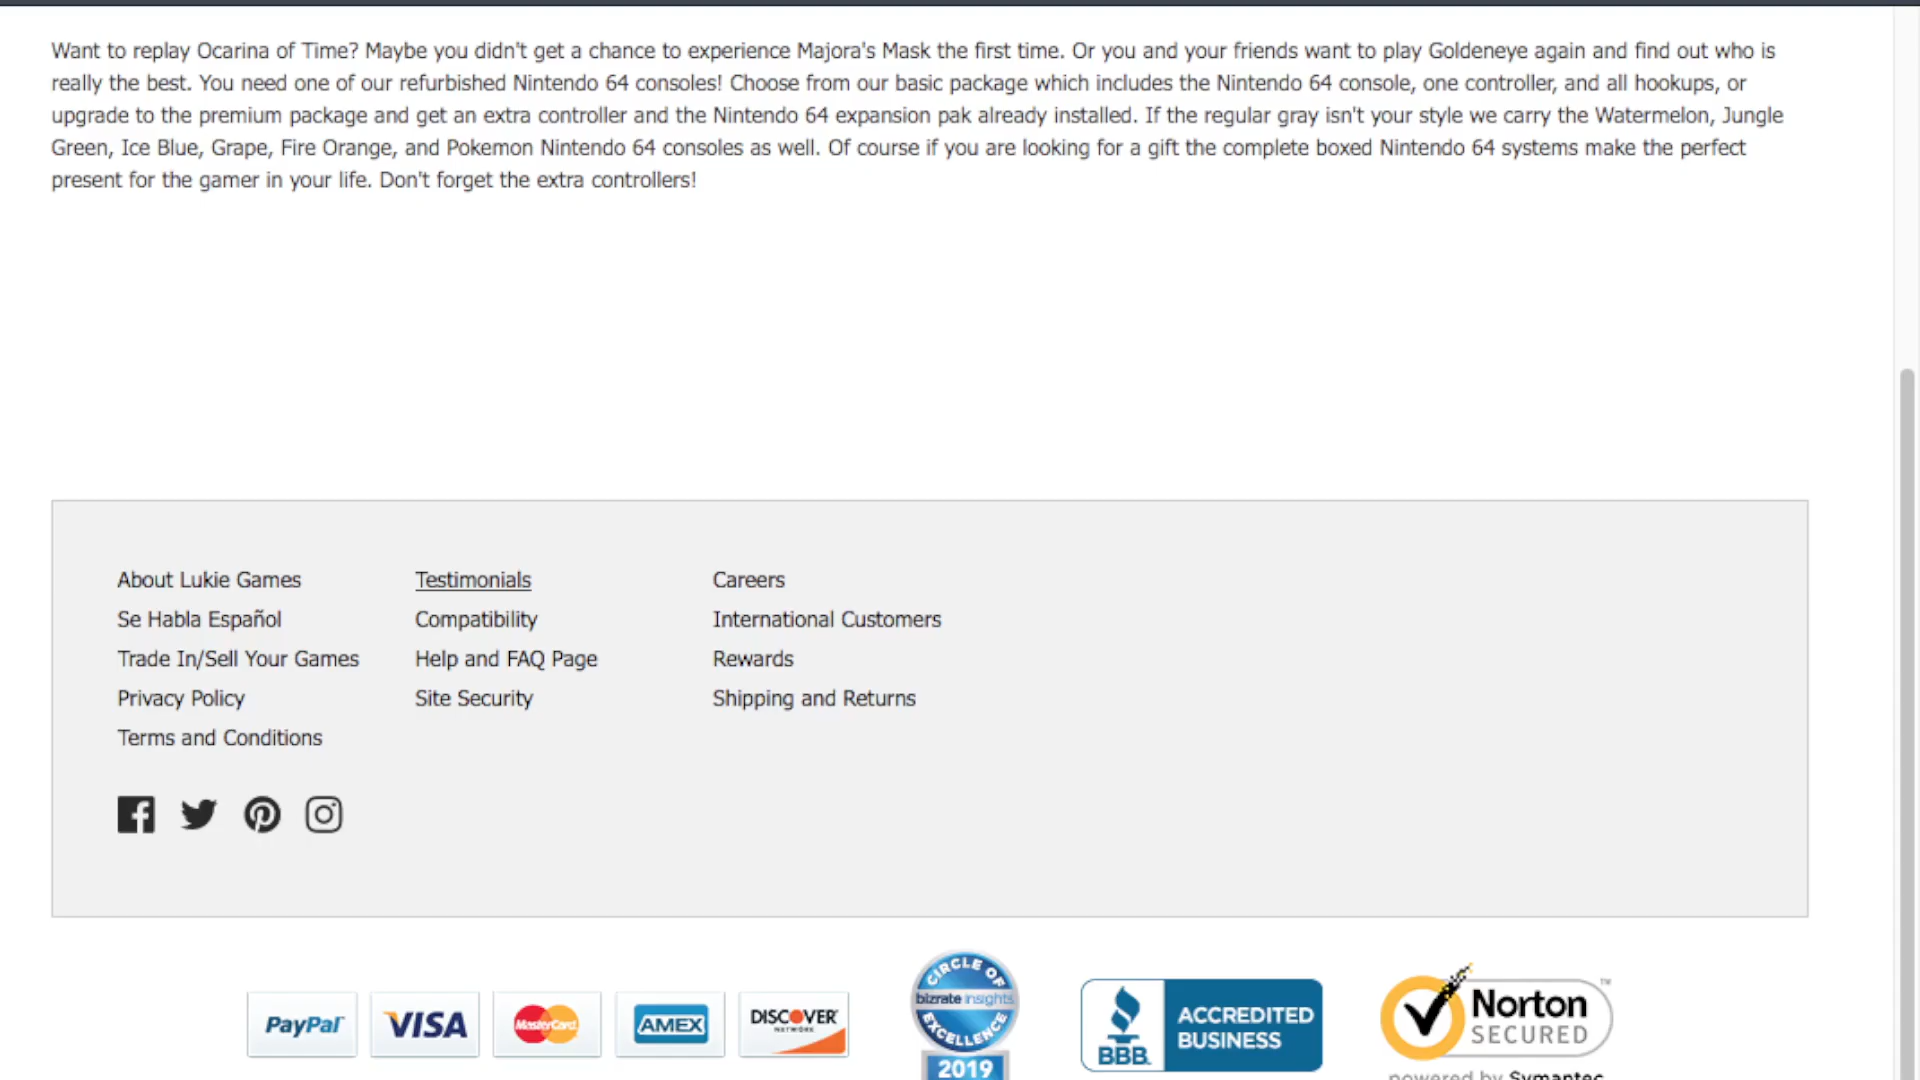 Want to replay Ocarina of Time? Maybe you didn't get a chance to experience Majora's Mask the first time. Or you and your friends want to play Goldeneye again and find out who is
really the best. You need one of our refurbished Nintendo 64 consoles! Choose from our basic package which includes the Nintendo 64 console, one controller, and all hookups, or
upgrade to the premium package and get an extra controller and the Nintendo 64 expansion pak already installed. If the regular gray isn't your style we carry the Watermelon, Jungle
Green, Ice Blue, Grape, Fire Orange, and Pokemon Nintendo 64 consoles as well. Of course if you are looking for a gift the complete boxed Nintendo 64 systems make the perfect
present for the gamer in your life. Don't forget the extra controllers!
About Lukie Games
Se Habla Español
Trade In/Sell Your Games
Privacy Policy
Terms and Conditions
Testimonials
Compatibility
Help and FAQ Page
Site Security
Careers
International Customers
Rewards
Shipping and Returns
PayPal
VISA
MasterCard
AMEX
DISCOVER
NETWORK
CIRCLE OF
bizrate insights
EXCELLENCE
2019
BBB.
ACCREDITED
BUSINESS
Norton
SECURED
powered by Symantec